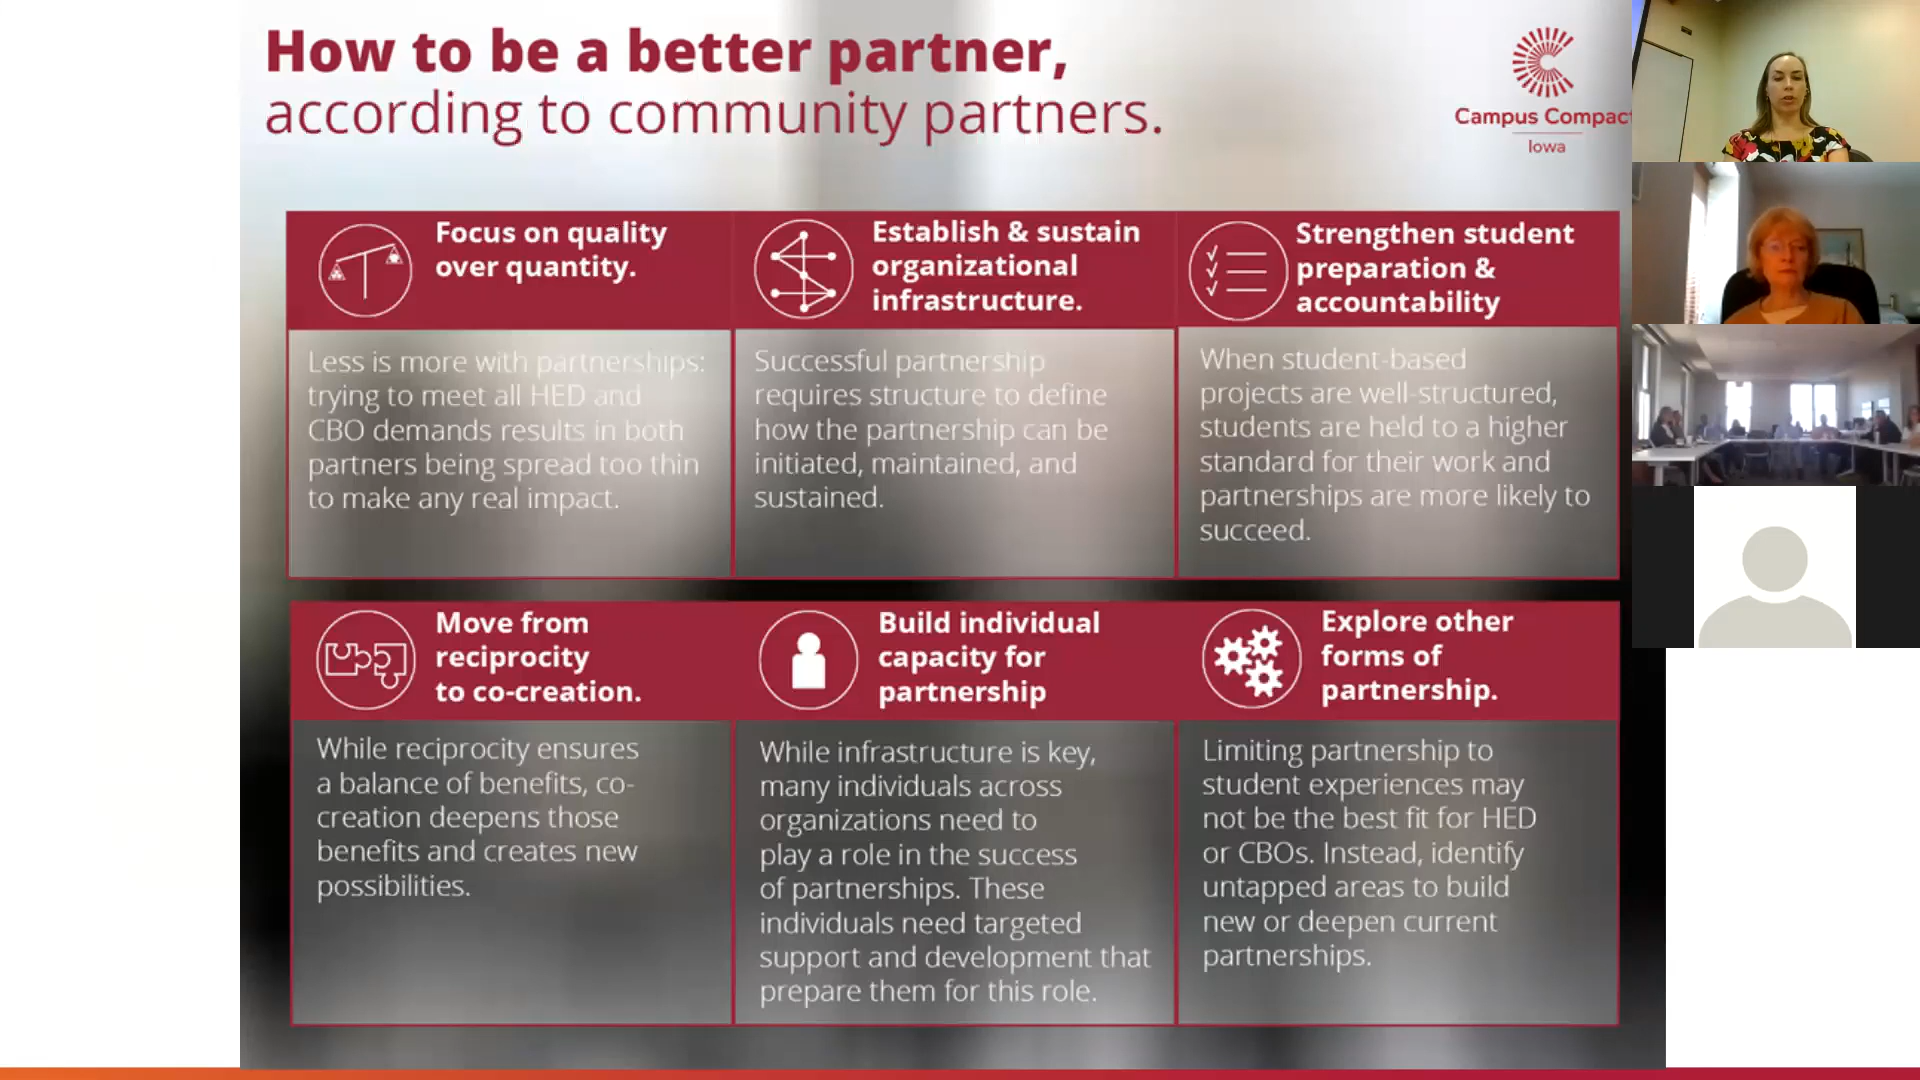 How to be a better partner,
according to community partners.
Campus Compact
Iowa
Focus on quality
over quantity.
Less is more with partnerships:
trying to meet all HED and
CBO demands results in both
partners being spread too thin
to make any real impact.
Establish & sustain
organizational
infrastructure.
Successful partnership
requires structure to define
how the partnership can be
initiated, maintained, and
sustained.
Strengthen student
preparation &
accountability
When student-based
projects are well-structured,
students are held to a higher
standard for their work and
partnerships are more likely to
succeed.
Move from
reciprocity
to co-creation.
While reciprocity ensures
a balance of benefits, co-
creation deepens those
benefits and creates new
possibilities.
Build individual
capacity for
partnership
While infrastructure is key,
many individuals across
organizations need to
play a role in the success
of partnerships. These
individuals need targeted
support and development that
prepare them for this role.
Explore other
forms of
partnership.
Limiting partnership to
student experiences may
not be the best fit for HED
or CBOs. Instead, identify
untapped areas to build
new or deepen current
partnerships.